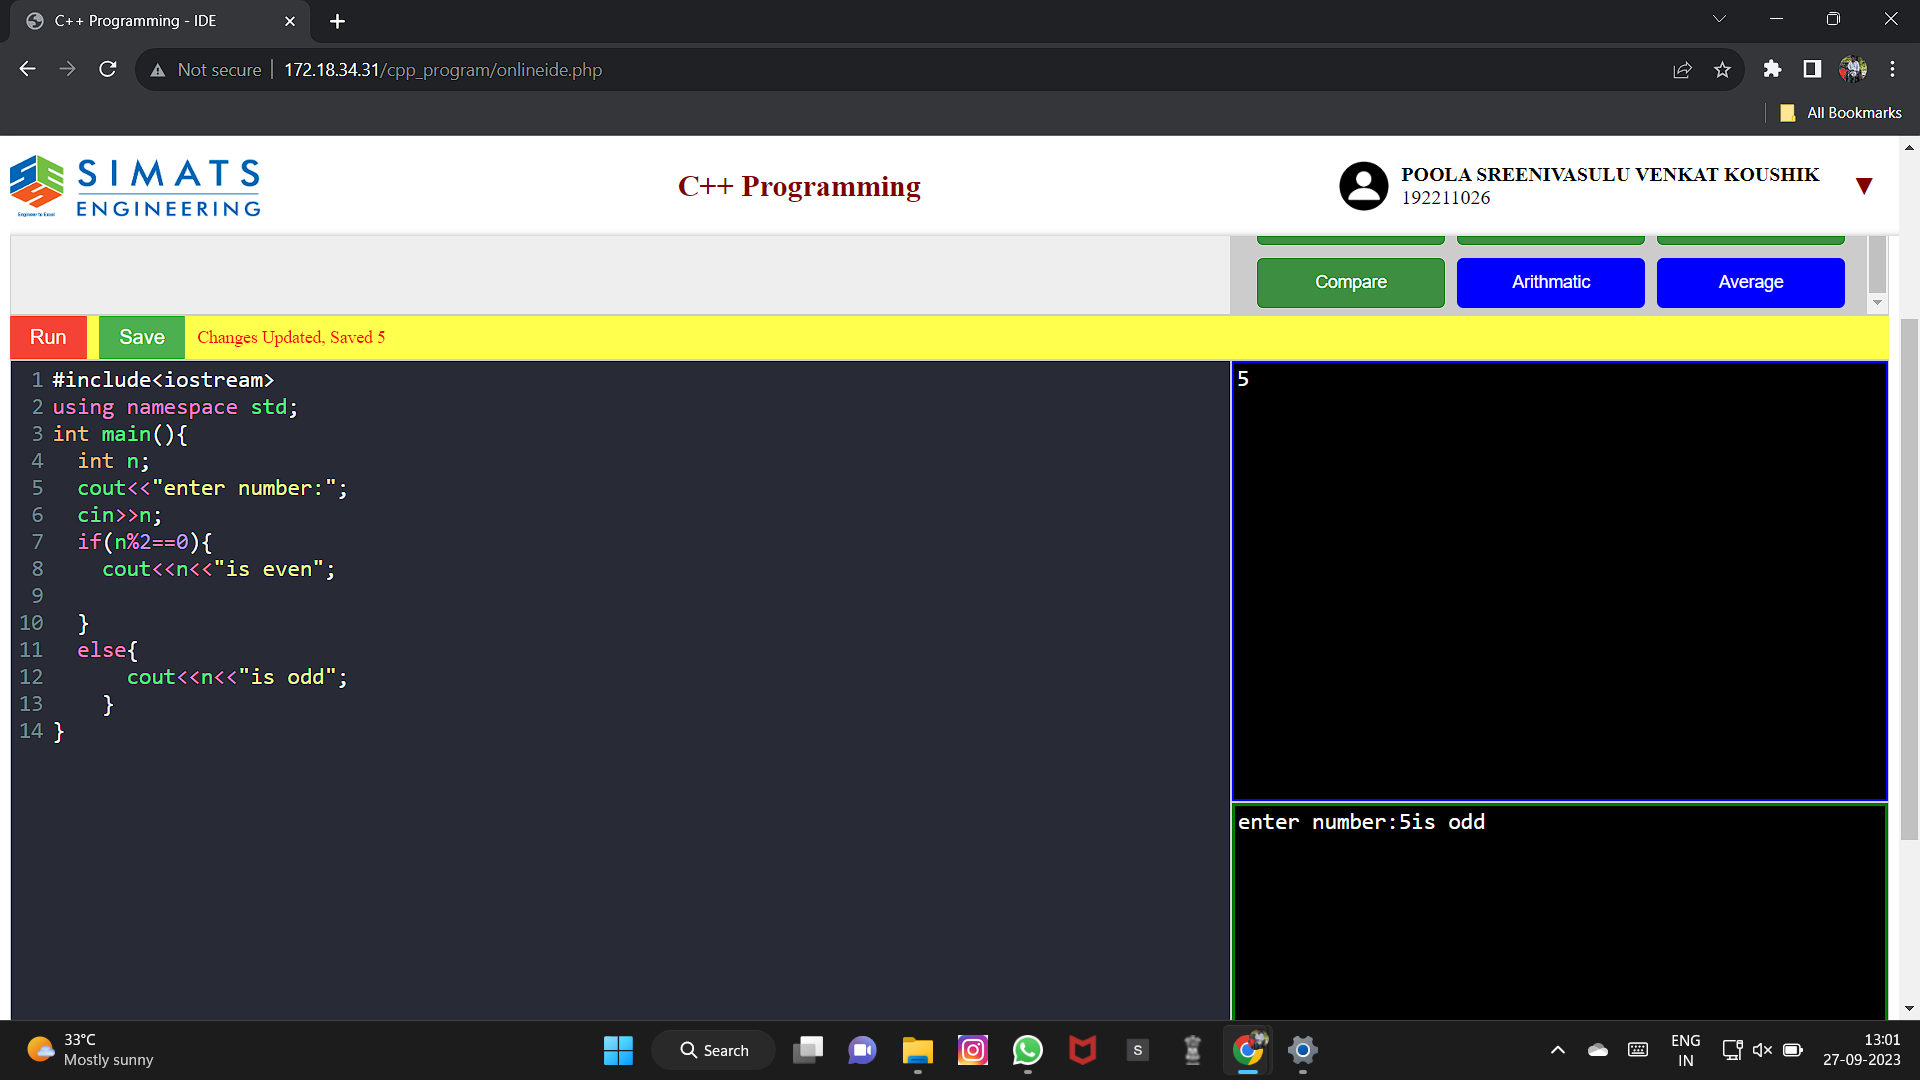 C++ Programming - IDE
Not secure
172.18.34.31/cpp_program/onlineide.php
All Bookmarks
SIMATS
ENGINEERING
Engineer to Excel
C++ Programming
POOLA SREENIVASULU VENKAT KOUSHIK
192211026
Compare
Arithmatic
Average
Run
Save
Changes Updated, Saved 5
1 #include<iostream>
2 using namespace std;
3 int main(){
4 int n;
5 cout<<"enter number:";
6 cin>>n;
7 if(n%2==0){
8 cout<<n<<"is even";
9
10 }
11 else{
12 cout<<n<<"is odd";
13 }
14 }
5
enter number:5is odd
33°C
Mostly sunny
Search
S
ENG
IN
13:01
27-09-2023